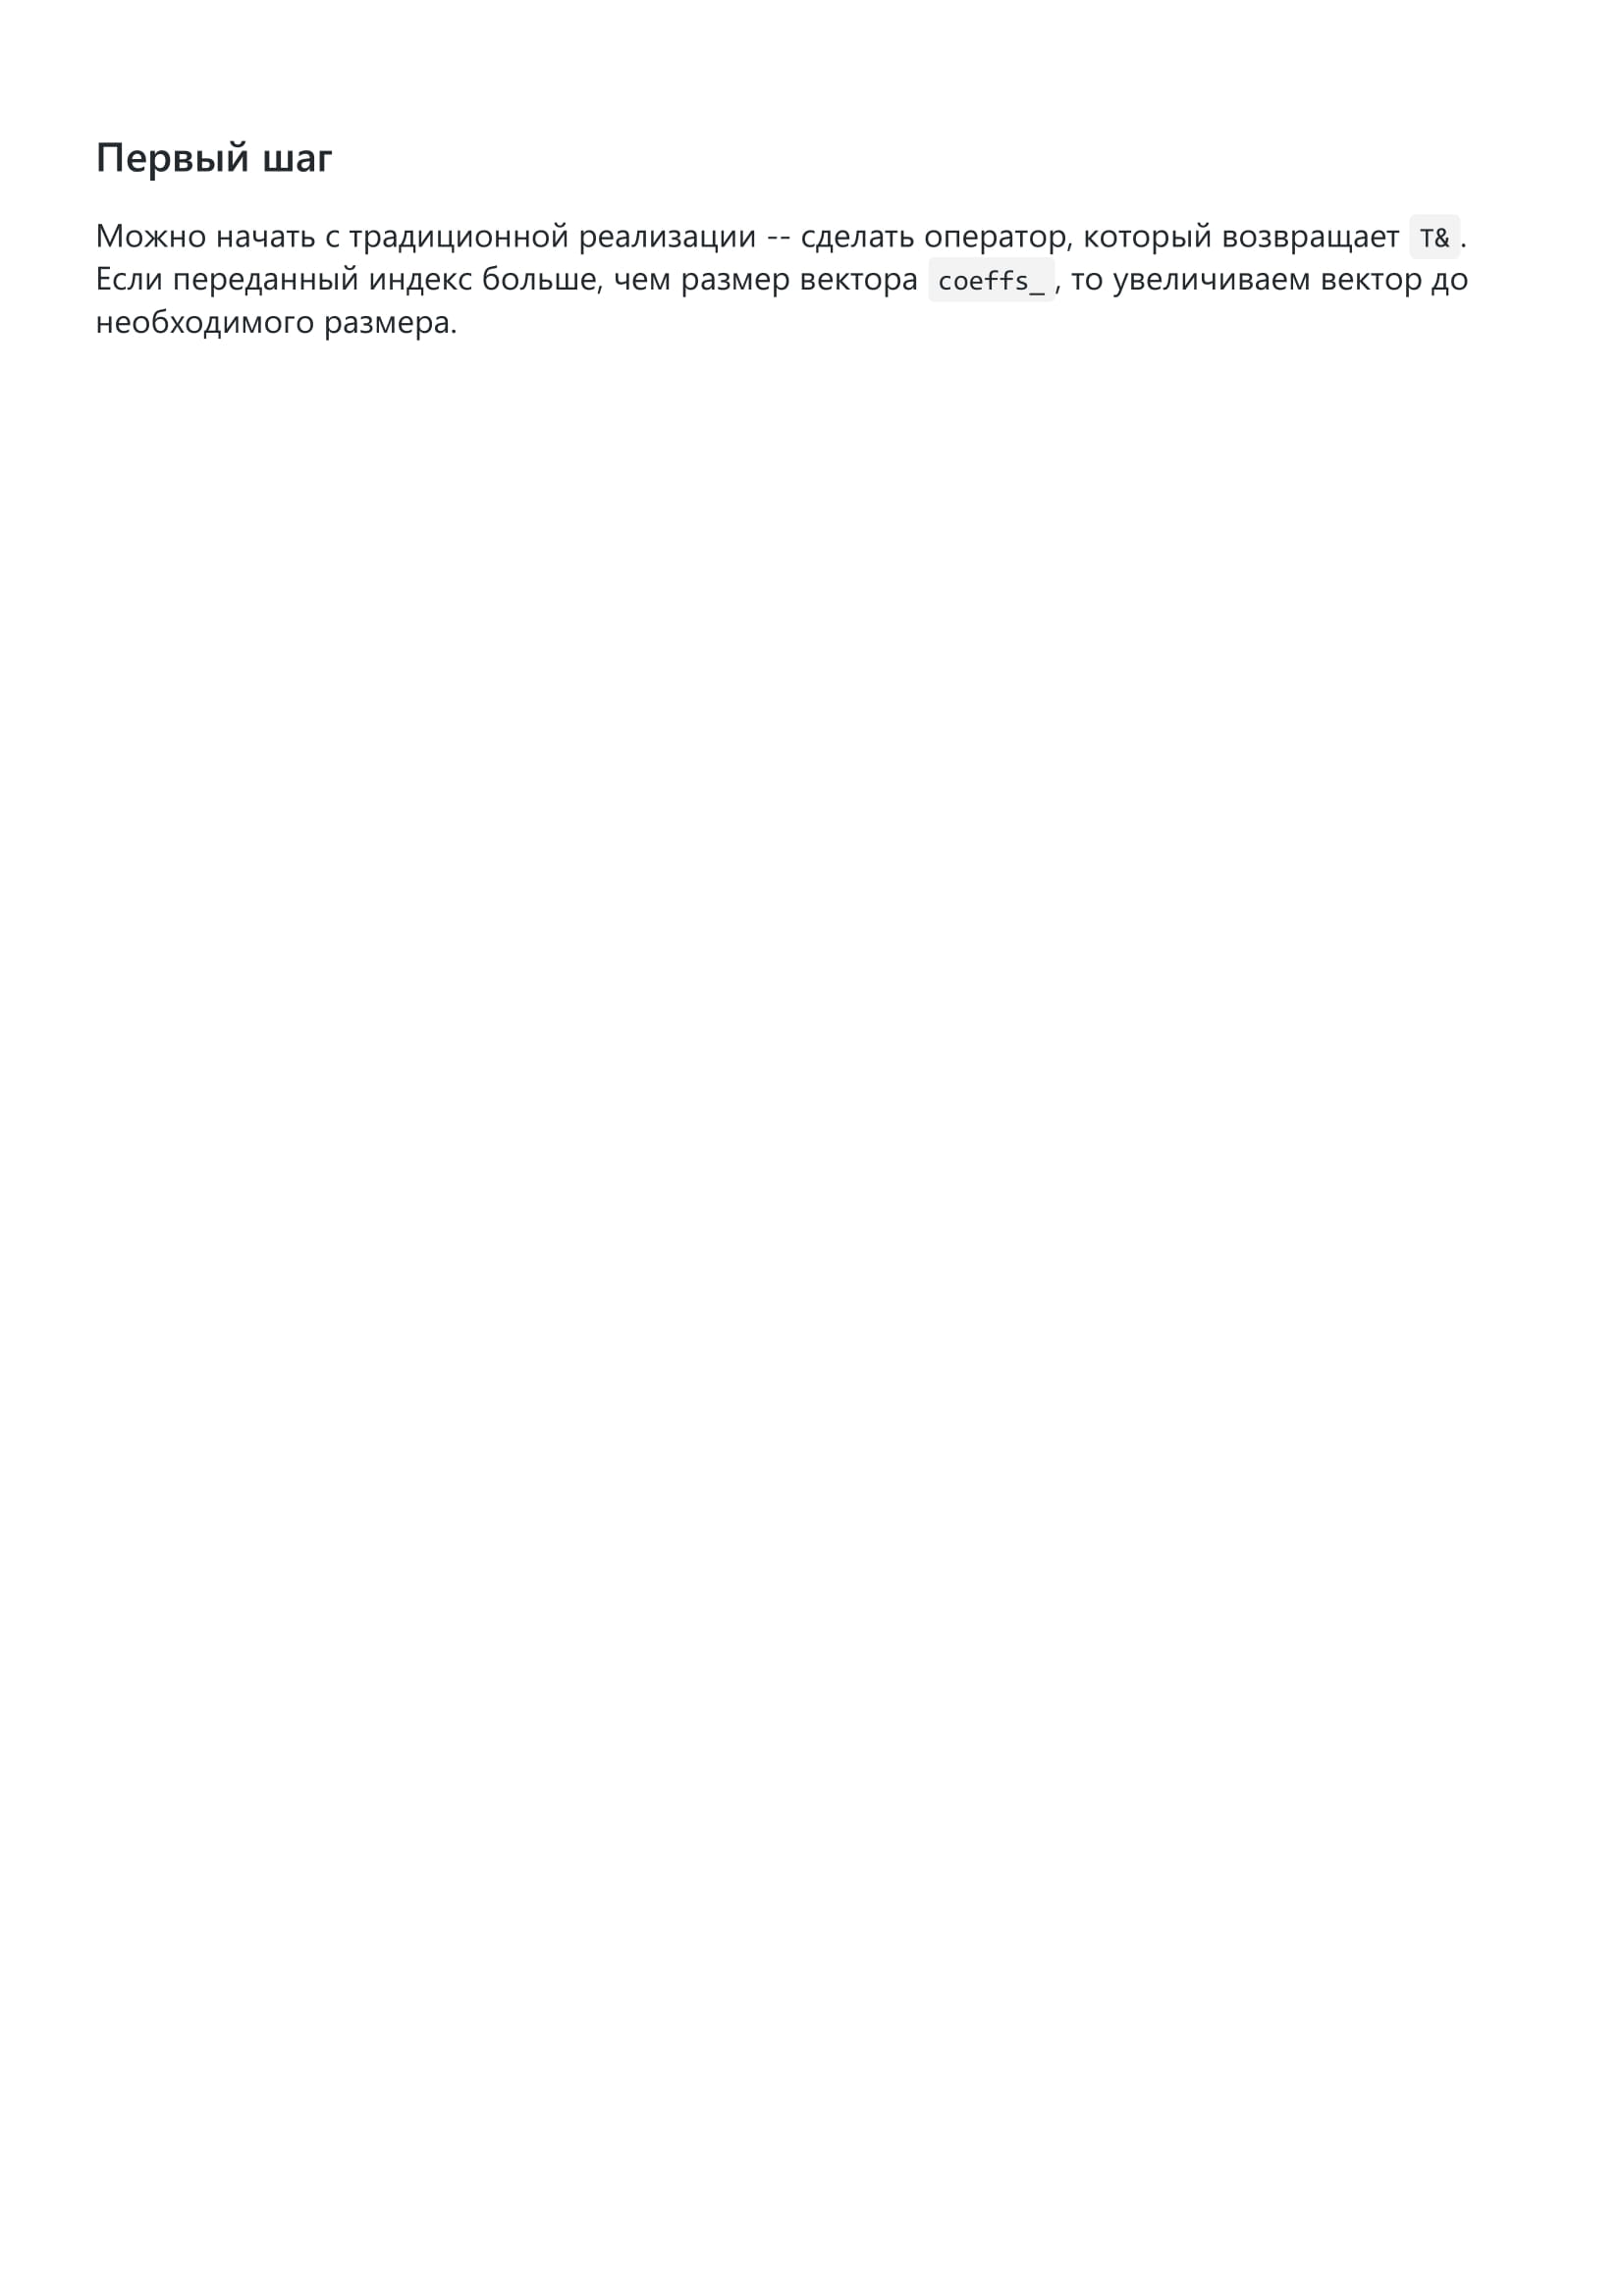 Первый шаг
Можно начать с традиционной реализации -- сделать оператор, который возвращает T& .
Если переданный индекс больше, чем размер вектора coeffs_ , то увеличиваем вектор до
необходимого размера.